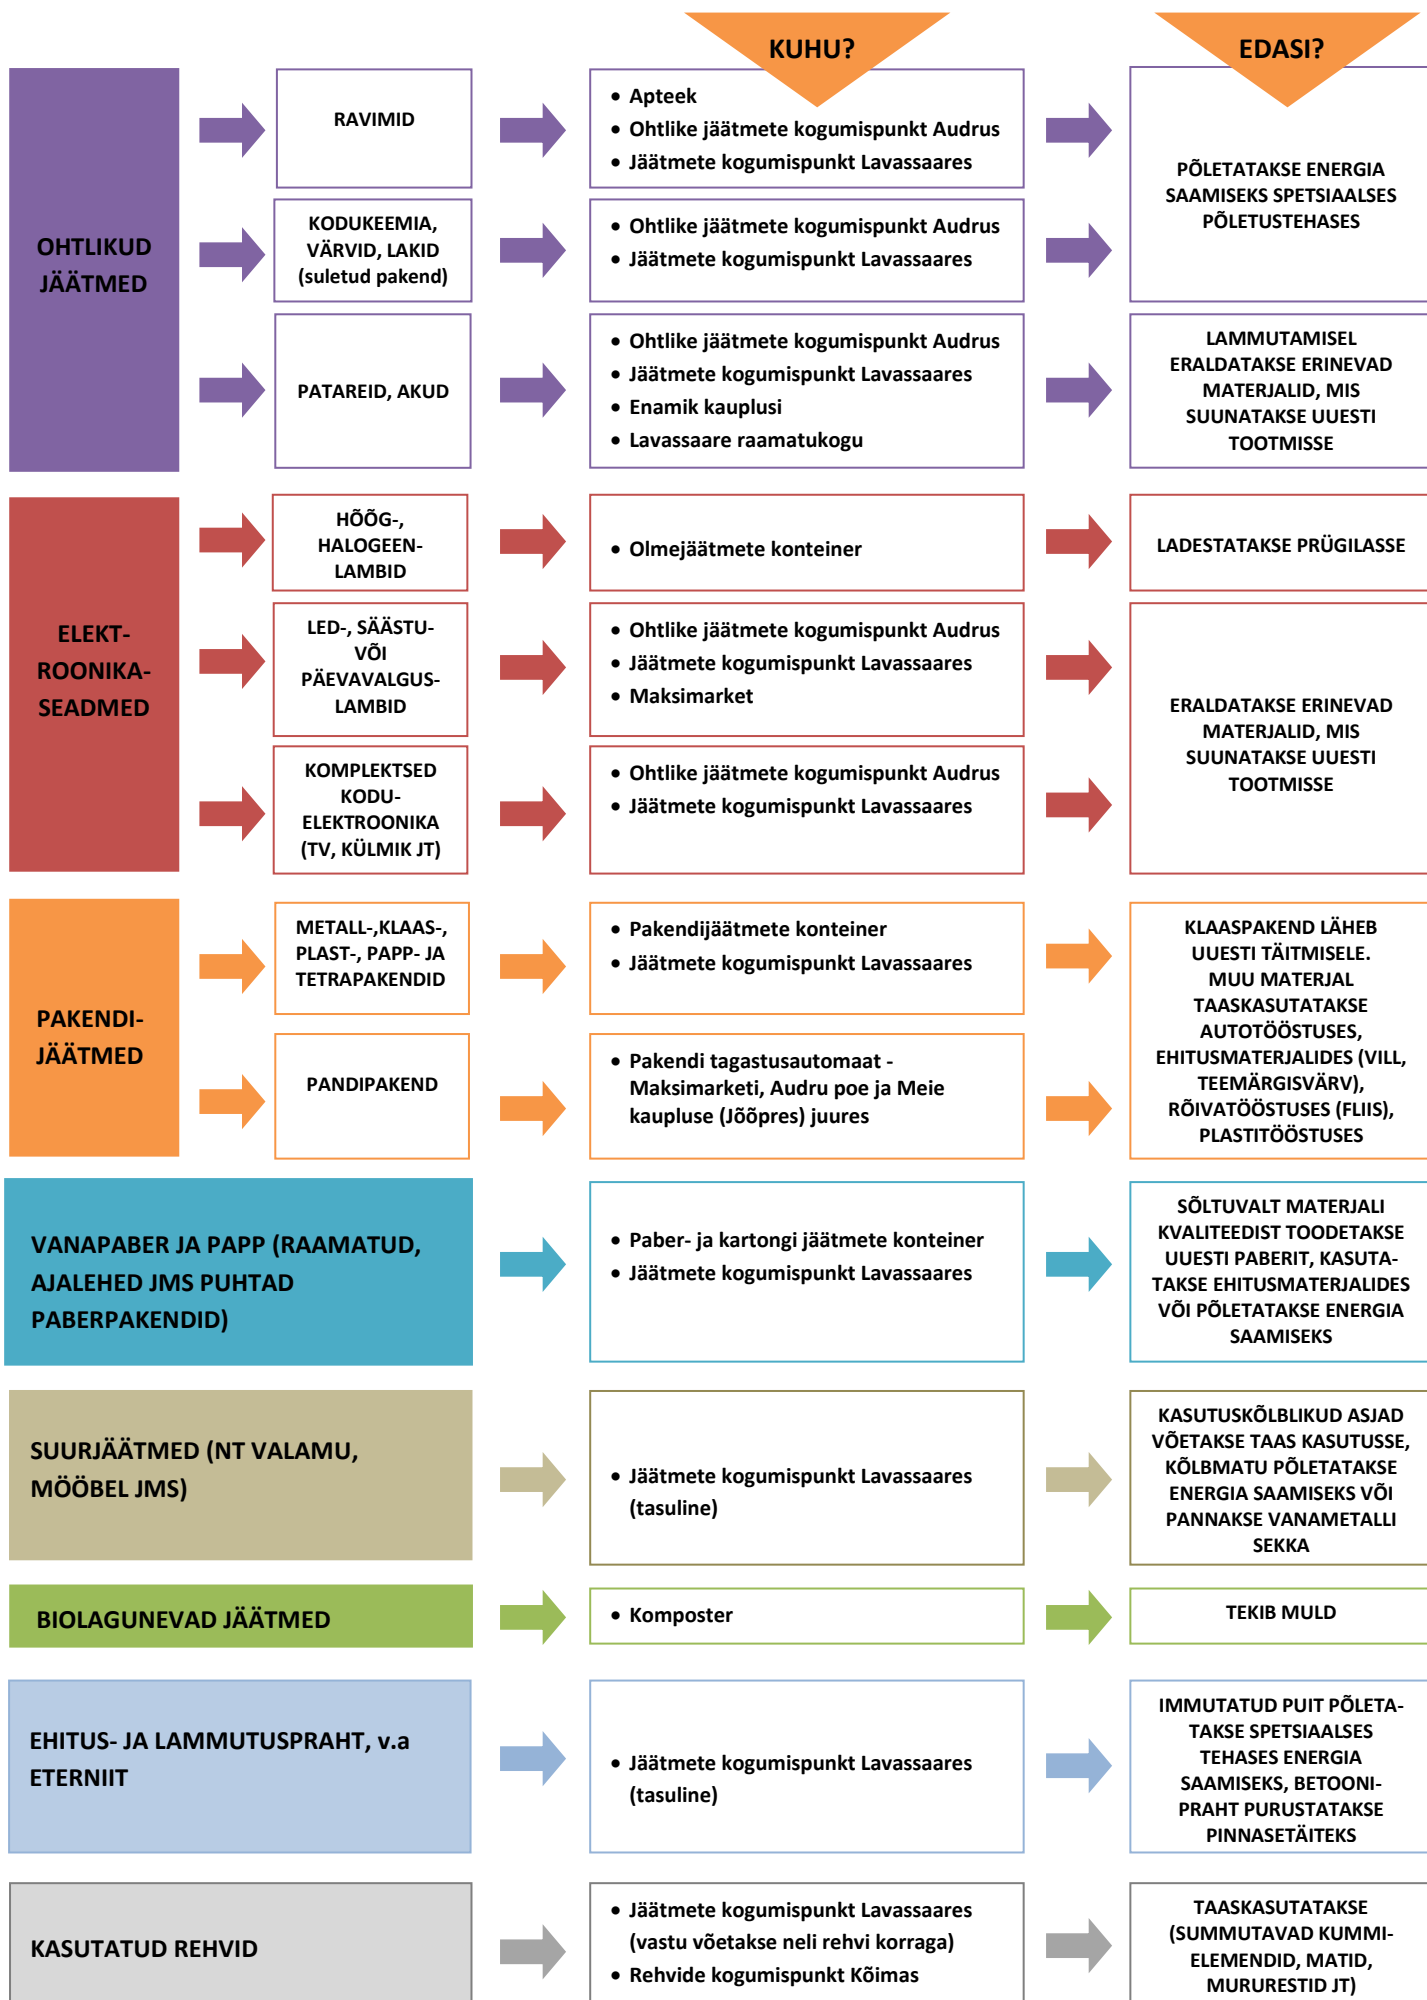 KUHU?
EDASI?
OHTLIKUD
JÄÄTMED
RAVIMID
• Apteek
• Ohtlike jäätmete kogumispunkt Audrus
• Jäätmete kogumispunkt Lavassaares
PÕLETATAKSE ENERGIA
SAAMISEKS SPETSIAALSES
PÕLETUSTEHASES
KODUKEEMIA,
VÄRVID, LAKID
(suletud pakend)
• Ohtlike jäätmete kogumispunkt Audrus
• Jäätmete kogumispunkt Lavassaares
PATAREID, AKUD
• Ohtlike jäätmete kogumispunkt Audrus
• Jäätmete kogumispunkt Lavassaares
• Enamik kauplusi
• Lavassaare raamatukogu
LAMMUTAMISEL
ERALDATAKSE ERINEVAD
MATERJALID, MIS
SUUNATAKSE UUESTI
TOOTMISSE
ELEKT-
ROONIKA-
SEADMED
HÕÕG-,
HALOGEEN-
LAMBID
• Olmejäätmete konteiner
LADESTATAKSE PRÜGILASSE
LED-, SÄÄSTU-
VÕI
PÄEVAVALGUS-
LAMBID
• Ohtlike jäätmete kogumispunkt Audrus
• Jäätmete kogumispunkt Lavassaares
• Maksimarket
ERALDATAKSE ERINEVAD
MATERJALID, MIS
SUUNATAKSE UUESTI
TOOTMISSE
KOMPLEKTSED
KODU-
ELEKTROONIKA
(TV, KÜLMIK JT)
• Ohtlike jäätmete kogumispunkt Audrus
• Jäätmete kogumispunkt Lavassaares
PAKENDI-
JÄÄTMED
METALL-,KLAAS-,
PLAST-, PAPP- JA
TETRAPAKENDID
• Pakendijäätmete konteiner
• Jäätmete kogumispunkt Lavassaares
KLAASPAKEND LÄHEB
UUESTI TÄITMISELE.
MUU MATERJAL
TAASKASUTATAKSE
AUTOTÖÖSTUSES,
EHITUSMATERJALIDES (VILL,
TEEMÄRGISVÄRV),
RÕIVATÖÖSTUSES (FLIIS),
PLASTITÖÖSTUSES
PANDIPAKEND
• Pakendi tagastusautomaat -
Maksimarketi, Audru poe ja Meie
kaupluse (Jõõpres) juures
VANAPABER JA PAPP (RAAMATUD,
AJALEHED JMS PUHTAD
PABERPAKENDID)
• Paber- ja kartongi jäätmete konteiner
• Jäätmete kogumispunkt Lavassaares
SÕLTUVALT MATERJALI
KVALITEEDIST TOODETAKSE
UUESTI PABERIT, KASUTA-
TAKSE EHITUSMATERJALIDES
VÕI PÕLETATAKSE ENERGIA
SAAMISEKS
SUURJÄÄTMED (NT VALAMU,
MÖÖBEL JMS)
• Jäätmete kogumispunkt Lavassaares
(tasuline)
KASUTUSKÕLBLIKUD ASJAD
VÕETAKSE TAAS KASUTUSSE,
KÕLBMATU PÕLETATAKSE
ENERGIA SAAMISEKS VÕI
PANNAKSE VANAMETALLI
SEKKA
BIOLAGUNEVAD JÄÄTMED
• Komposter
TEKIB MULD
EHITUS- JA LAMMUTUSPRAHT, v.a
ETERNIIT
• Jäätmete kogumispunkt Lavassaares
(tasuline)
IMMUTATUD PUIT PÕLETA-
TAKSE SPETSIAALSES
TEHASES ENERGIA
SAAMISEKS, BETOONI-
PRAHT PURUSTATAKSE
PINNASETÄITEKS
KASUTATUD REHVID
• Jäätmete kogumispunkt Lavassaares
(vastu võetakse neli rehvi korraga)
• Rehvide kogumispunkt Kõimas
TAASKASUTATAKSE
(SUMMUTAVAD KUMMI-
ELEMENDID, MATID,
MURURESTID JT)